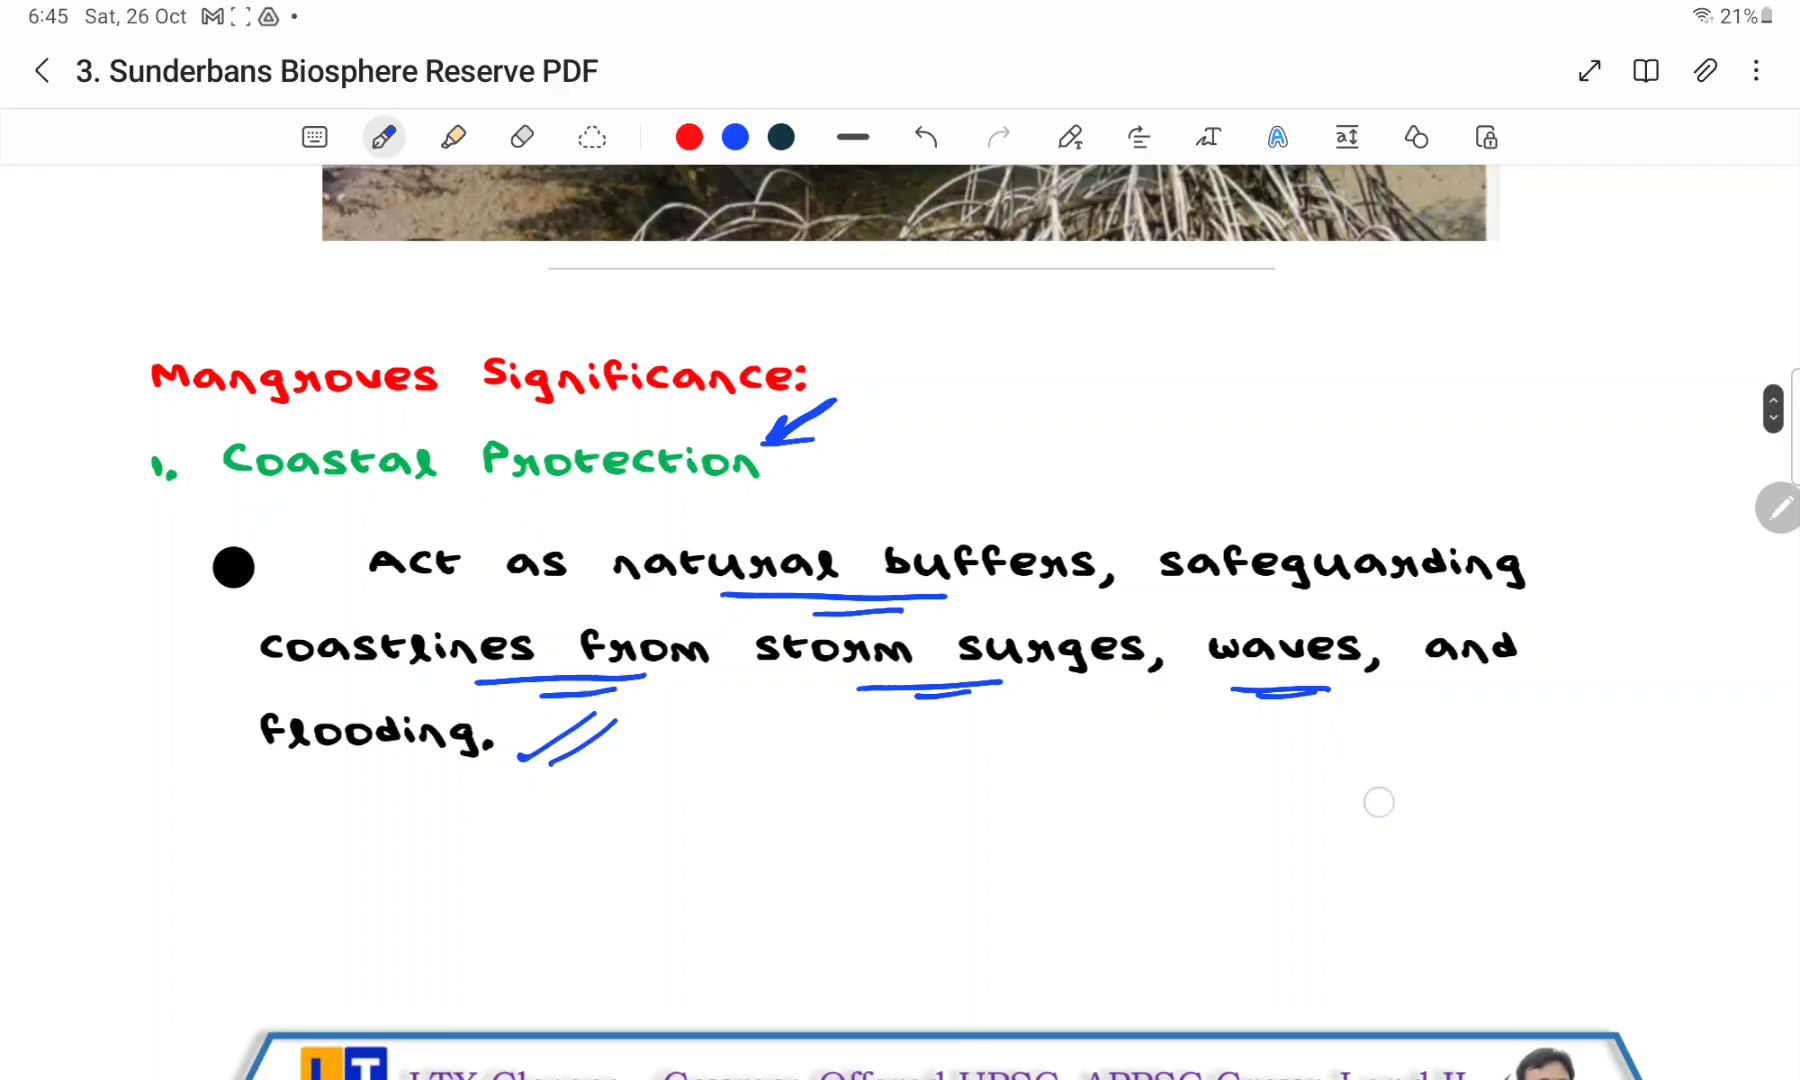 6:45 Sat, 26 Oct
21%
3. Sunderbans Biosphere Reserve PDF
Mangroves Significance:
1. Coastal Protection
Act as natural buffers, safeguarding
coastlines from storm surges, waves, and
flooding.
LT